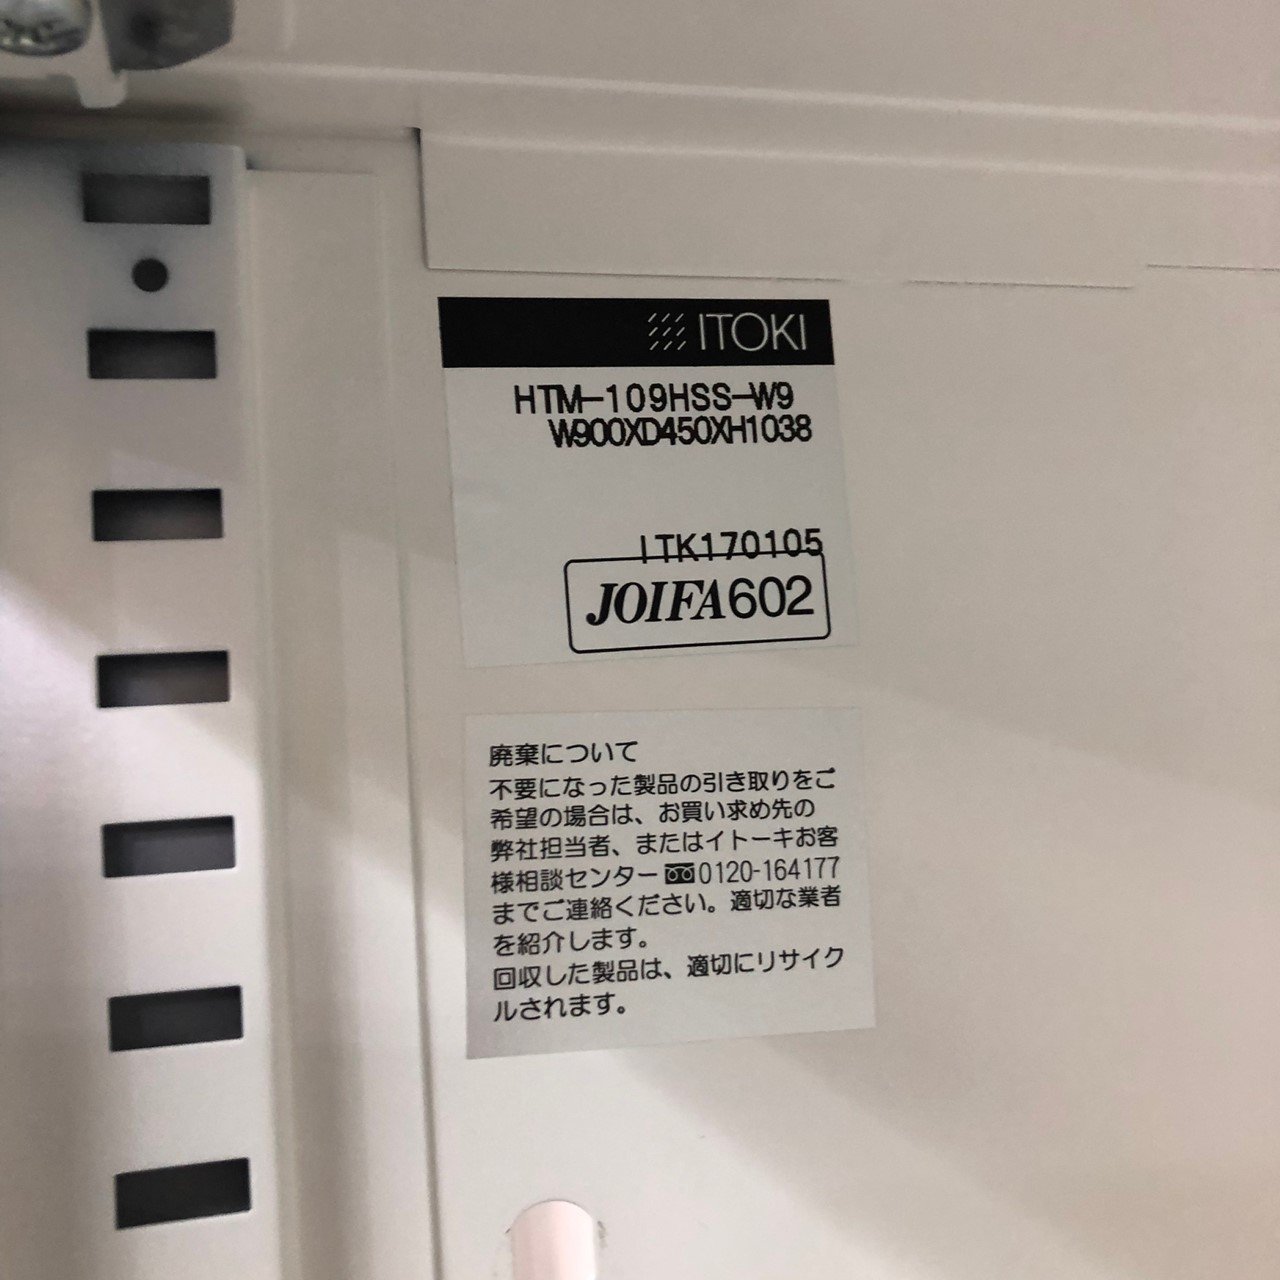 ITOKI
HTM-109HSS-W9
W900XD450XH1038
ITK170105
JOIFA602
廃棄について
不要になった製品の引き取りをご
希望の場合は、お買い求め先の
弊社担当者、またはイトーキお客
様相談センター0120-164177
までご連絡ください。適切な業者
を紹介します。
回収した製品は、適切にリサイク
ルされます。